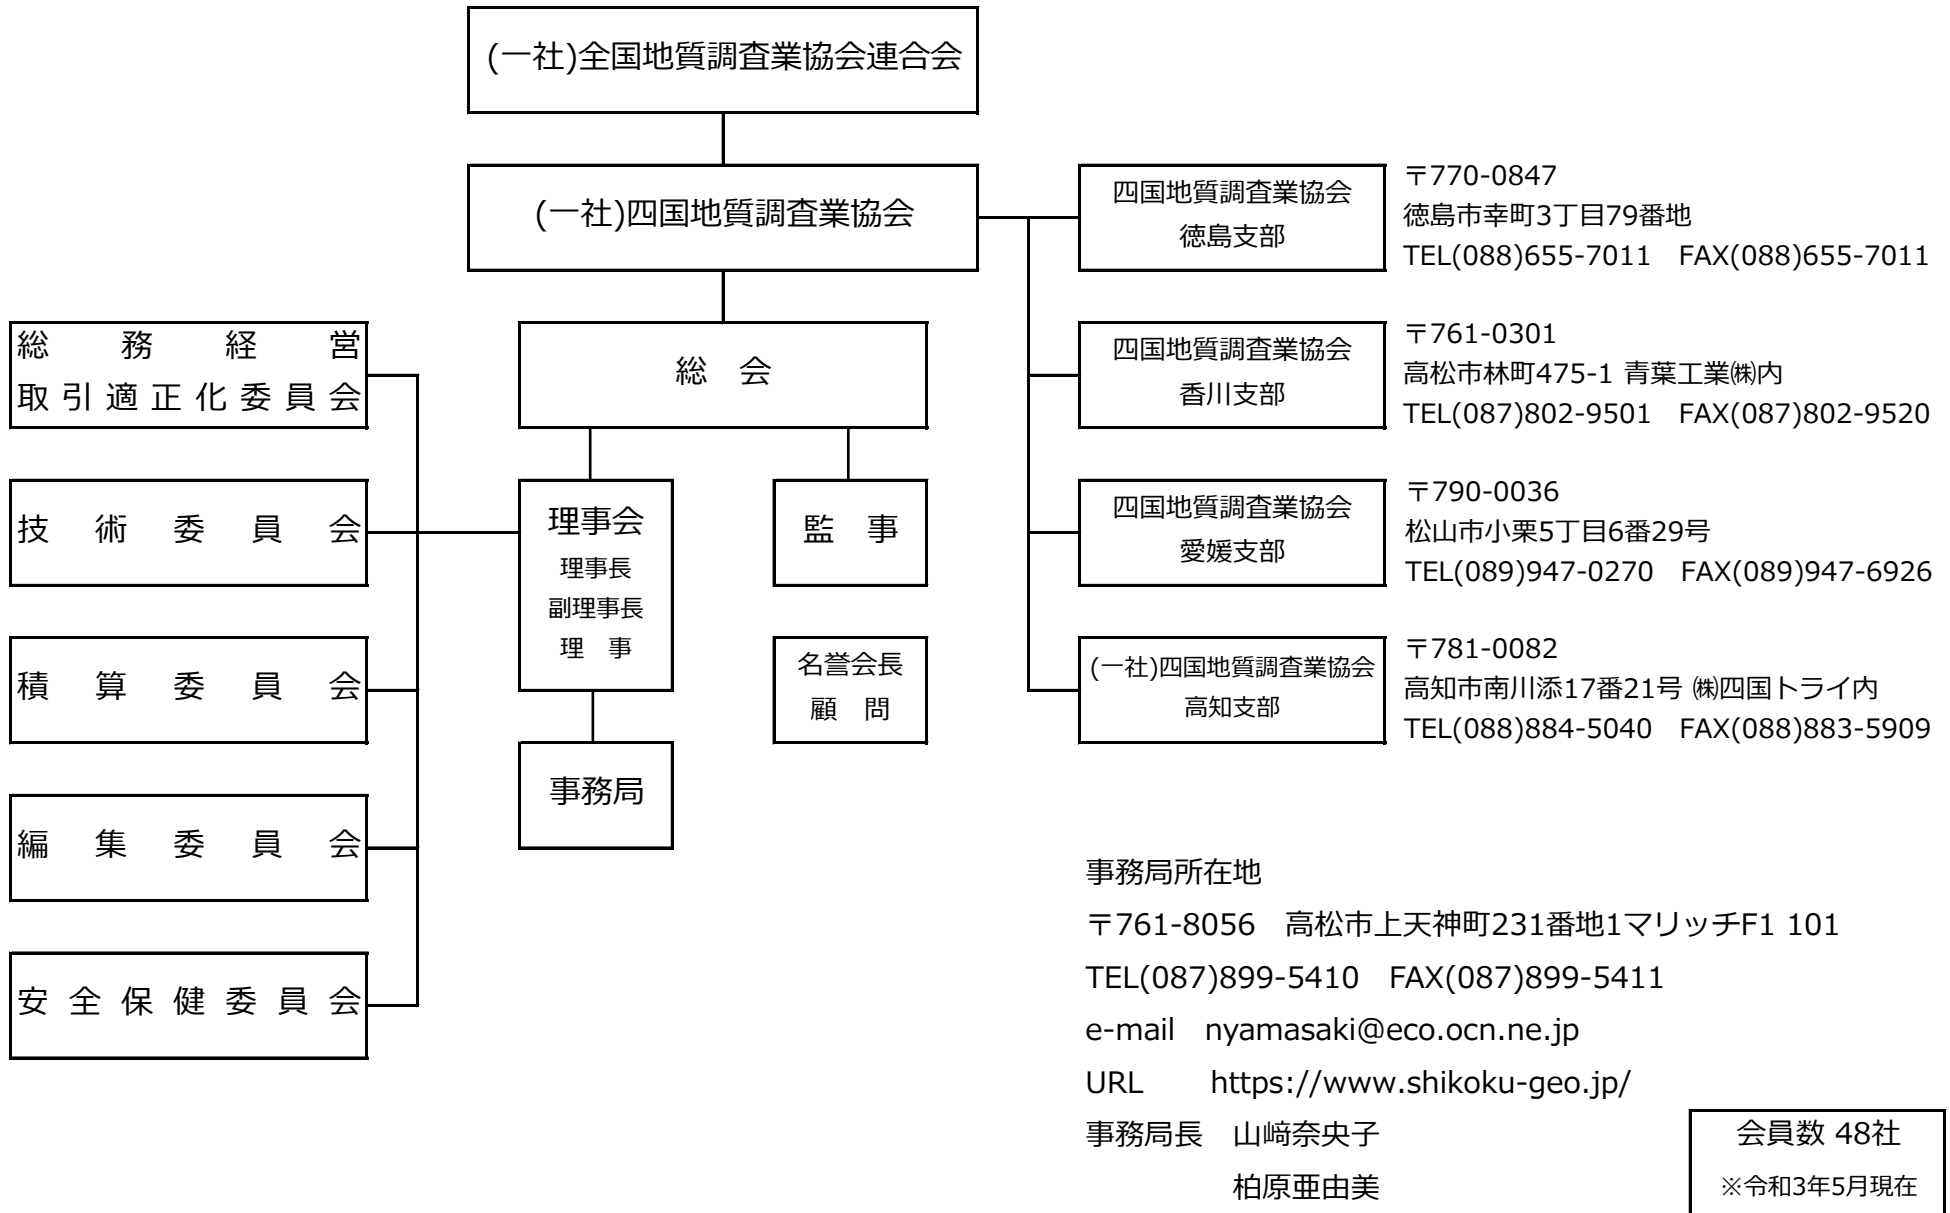 (一社)全国地質調査業協会連合会
(一社)四国地質調査業協会
四国地質調査業協会
徳島支部
〒770-0847
徳島市幸町3丁目79番地
TEL(088)655-7011　FAX(088)655-7011
総務経営
取引適正化委員会
総　会
四国地質調査業協会
香川支部
〒761-0301
高松市林町475-1 青葉工業㈱内
TEL(087)802-9501　FAX(087)802-9520
技術委員会
理事会
理事長
副理事長
理　事
監　事
四国地質調査業協会
愛媛支部
〒790-0036
松山市小栗5丁目6番29号
TEL(089)947-0270　FAX(089)947-6926
積算委員会
名誉会長
顧　問
(一社)四国地質調査業協会
高知支部
〒781-0082
高知市南川添17番21号 ㈱四国トライ内
TEL(088)884-5040　FAX(088)883-5909
事務局
編集委員会
安全保健委員会
事務局所在地
〒761-8056　高松市上天神町231番地1マリッチF1 101
TEL(087)899-5410　FAX(087)899-5411
e-mail　nyamasaki@eco.ocn.ne.jp
URL　　https://www.shikoku-geo.jp/
事務局長　山﨑奈央子
柏原亜由美
会員数 48社
※令和3年5月現在